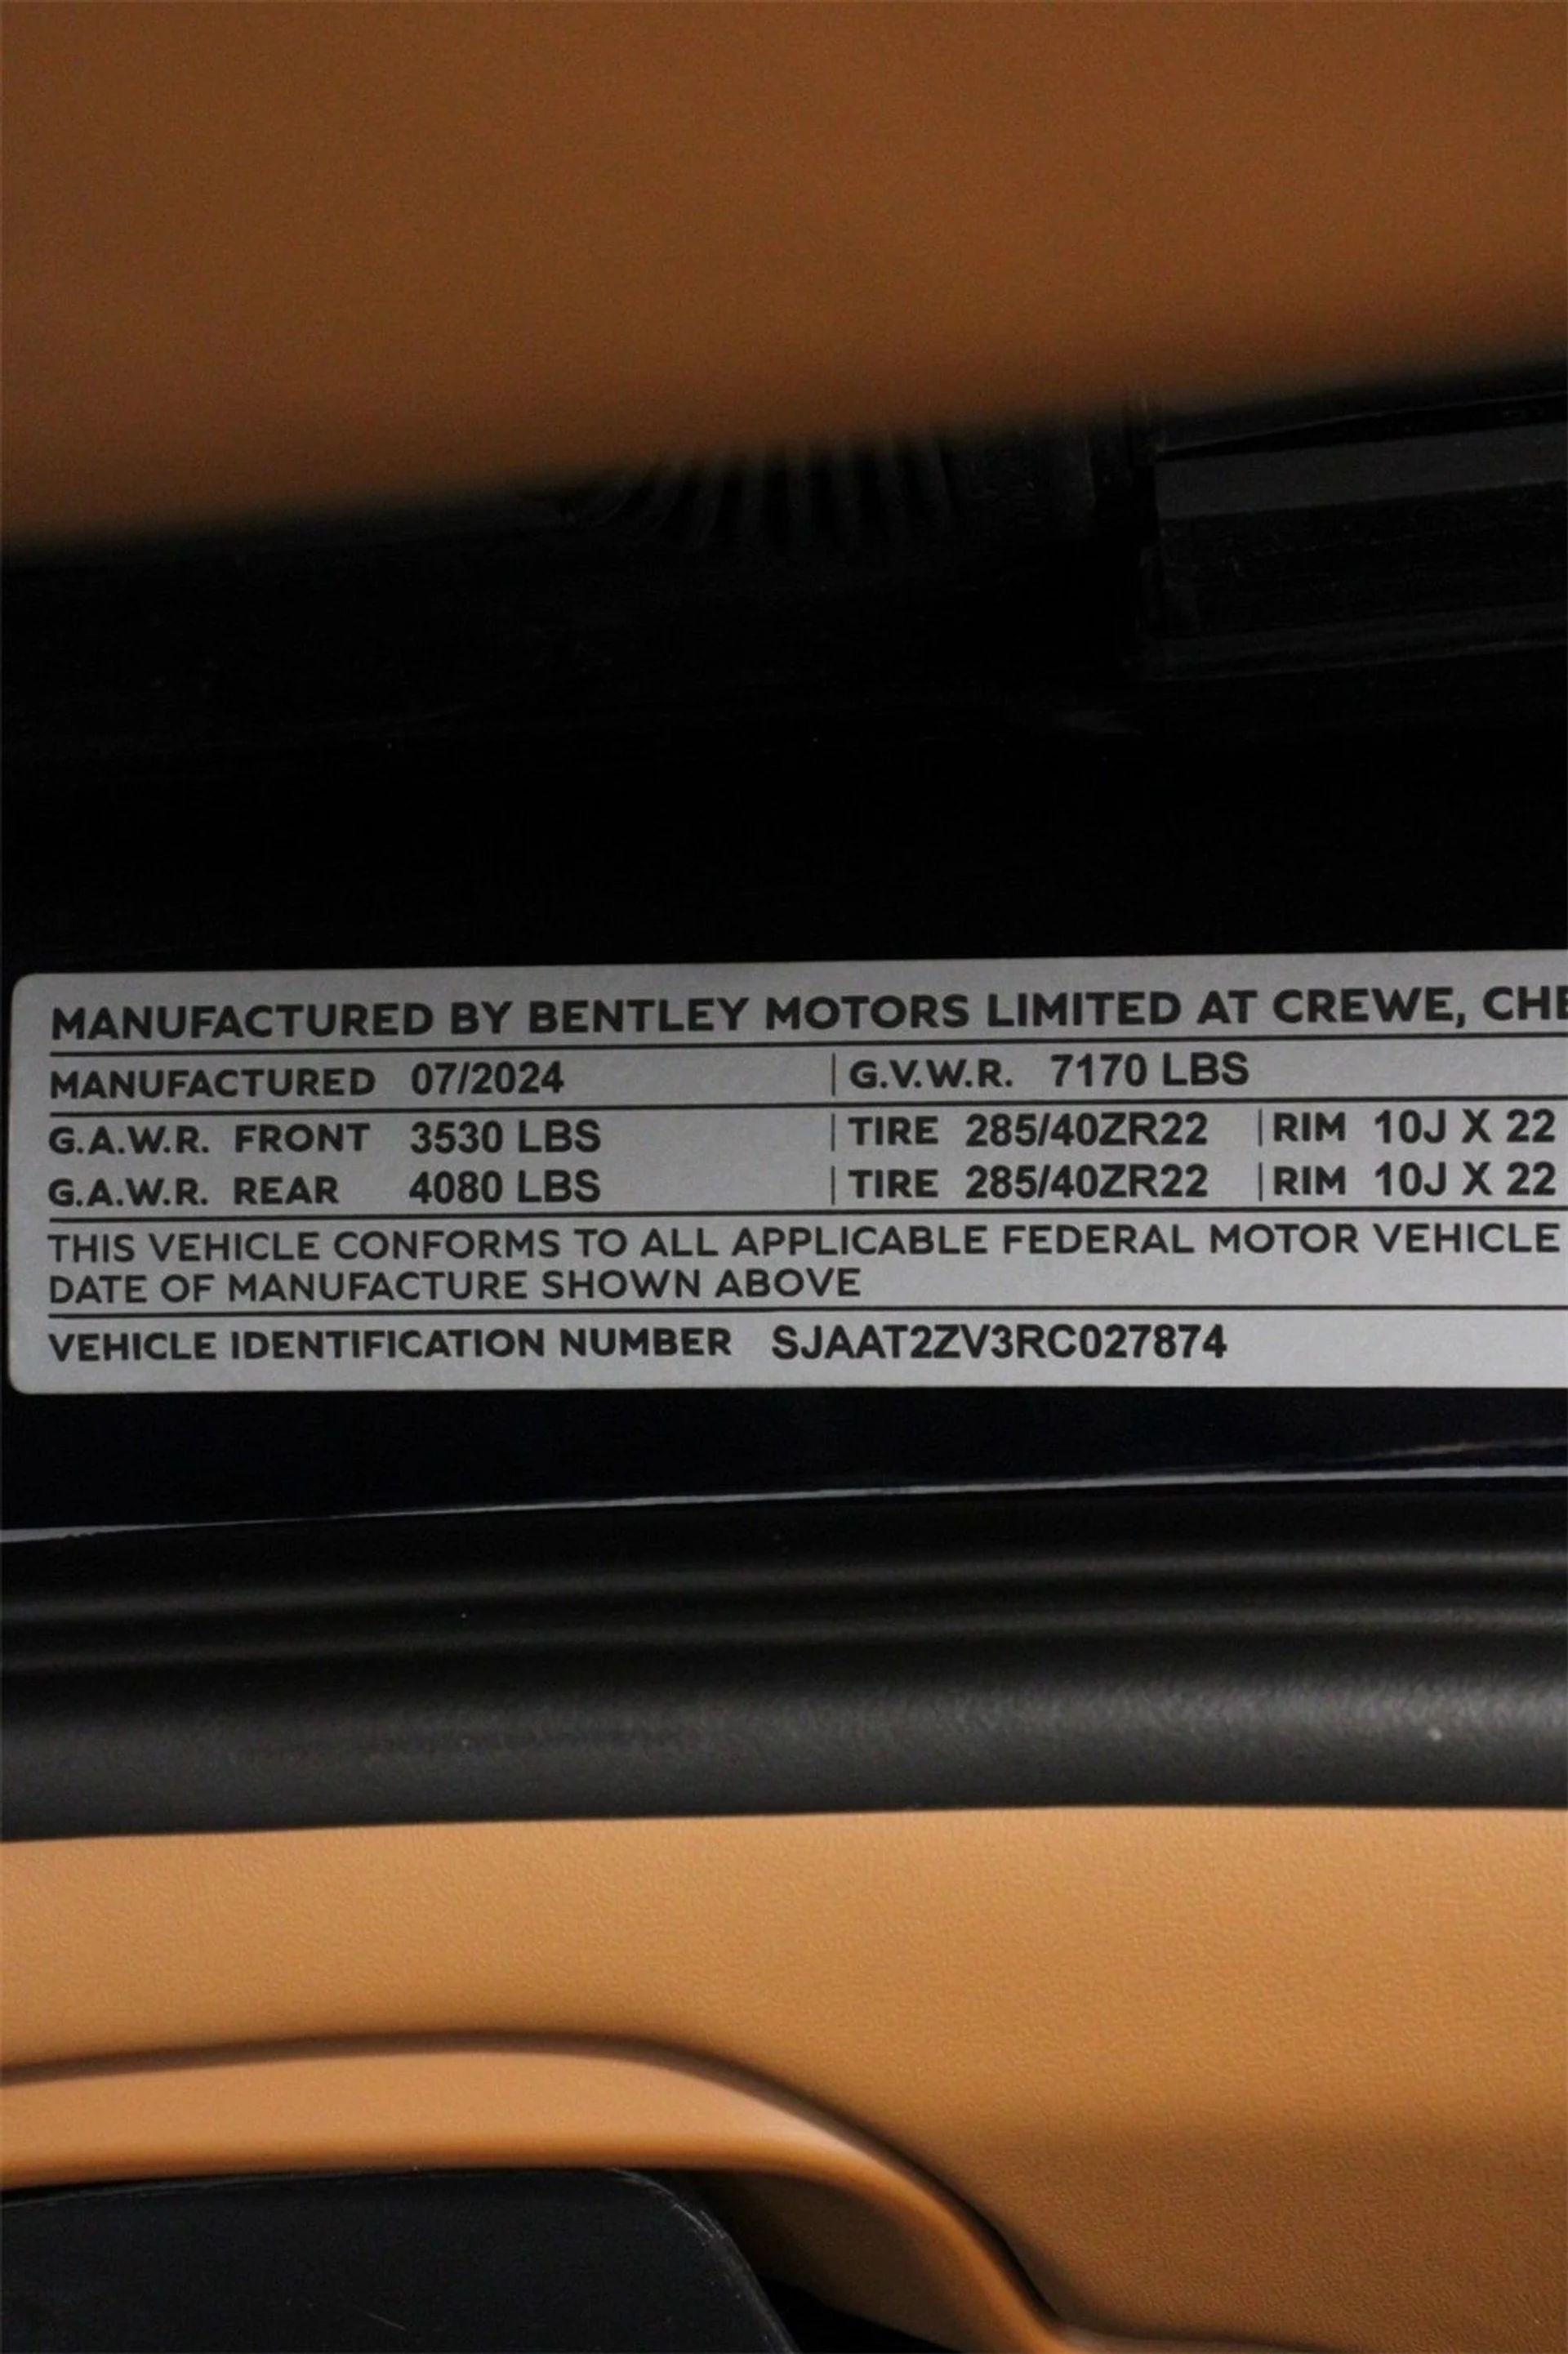 MANUFACTURED BY BENTLEY MOTORS LIMITED AT CREWE, CHE
MANUFACTURED 07/2024 | G.V.W.R. 7170 LBS
G.A.W.R. FRONT 3530 LBS | TIRE 285/40ZR22 | RIM 10J X 22
G.A.W.R. REAR 4080 LBS | TIRE 285/40ZR22 | RIM 10J X 22
THIS VEHICLE CONFORMS TO ALL APPLICABLE FEDERAL MOTOR VEHICLE
DATE OF MANUFACTURE SHOWN ABOVE
VEHICLE IDENTIFICATION NUMBER SJAAT2ZV3RC027874